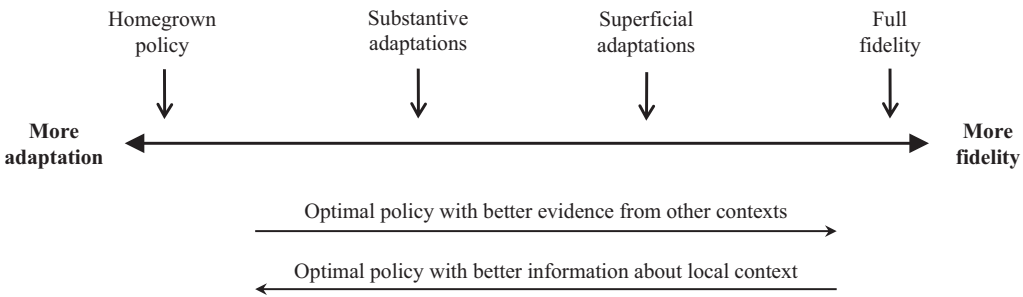 Homegrown
policy
Substantive
adaptations
Superficial
adaptations
Full
fidelity
More
adaptation
More
fidelity
Optimal policy with better evidence from other contexts
Optimal policy with better information about local context